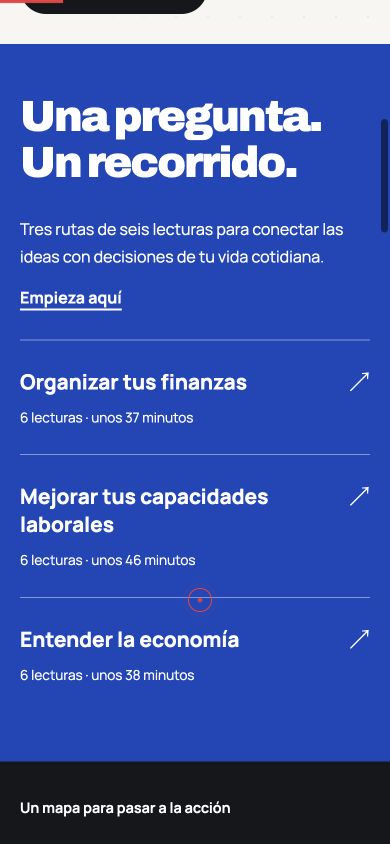 Una pregunta.
Un recorrido.
Tres rutas de seis lecturas para conectar las
ideas con decisiones de tu vida cotidiana.
Empieza aquí
Organizar tus finanzas
6 lecturas · unos 37 minutos
Mejorar tus capacidades
laborales
6 lecturas · unos 46 minutos
Entender la economía
6 lecturas · unos 38 minutos
Un mapa para pasar a la acción